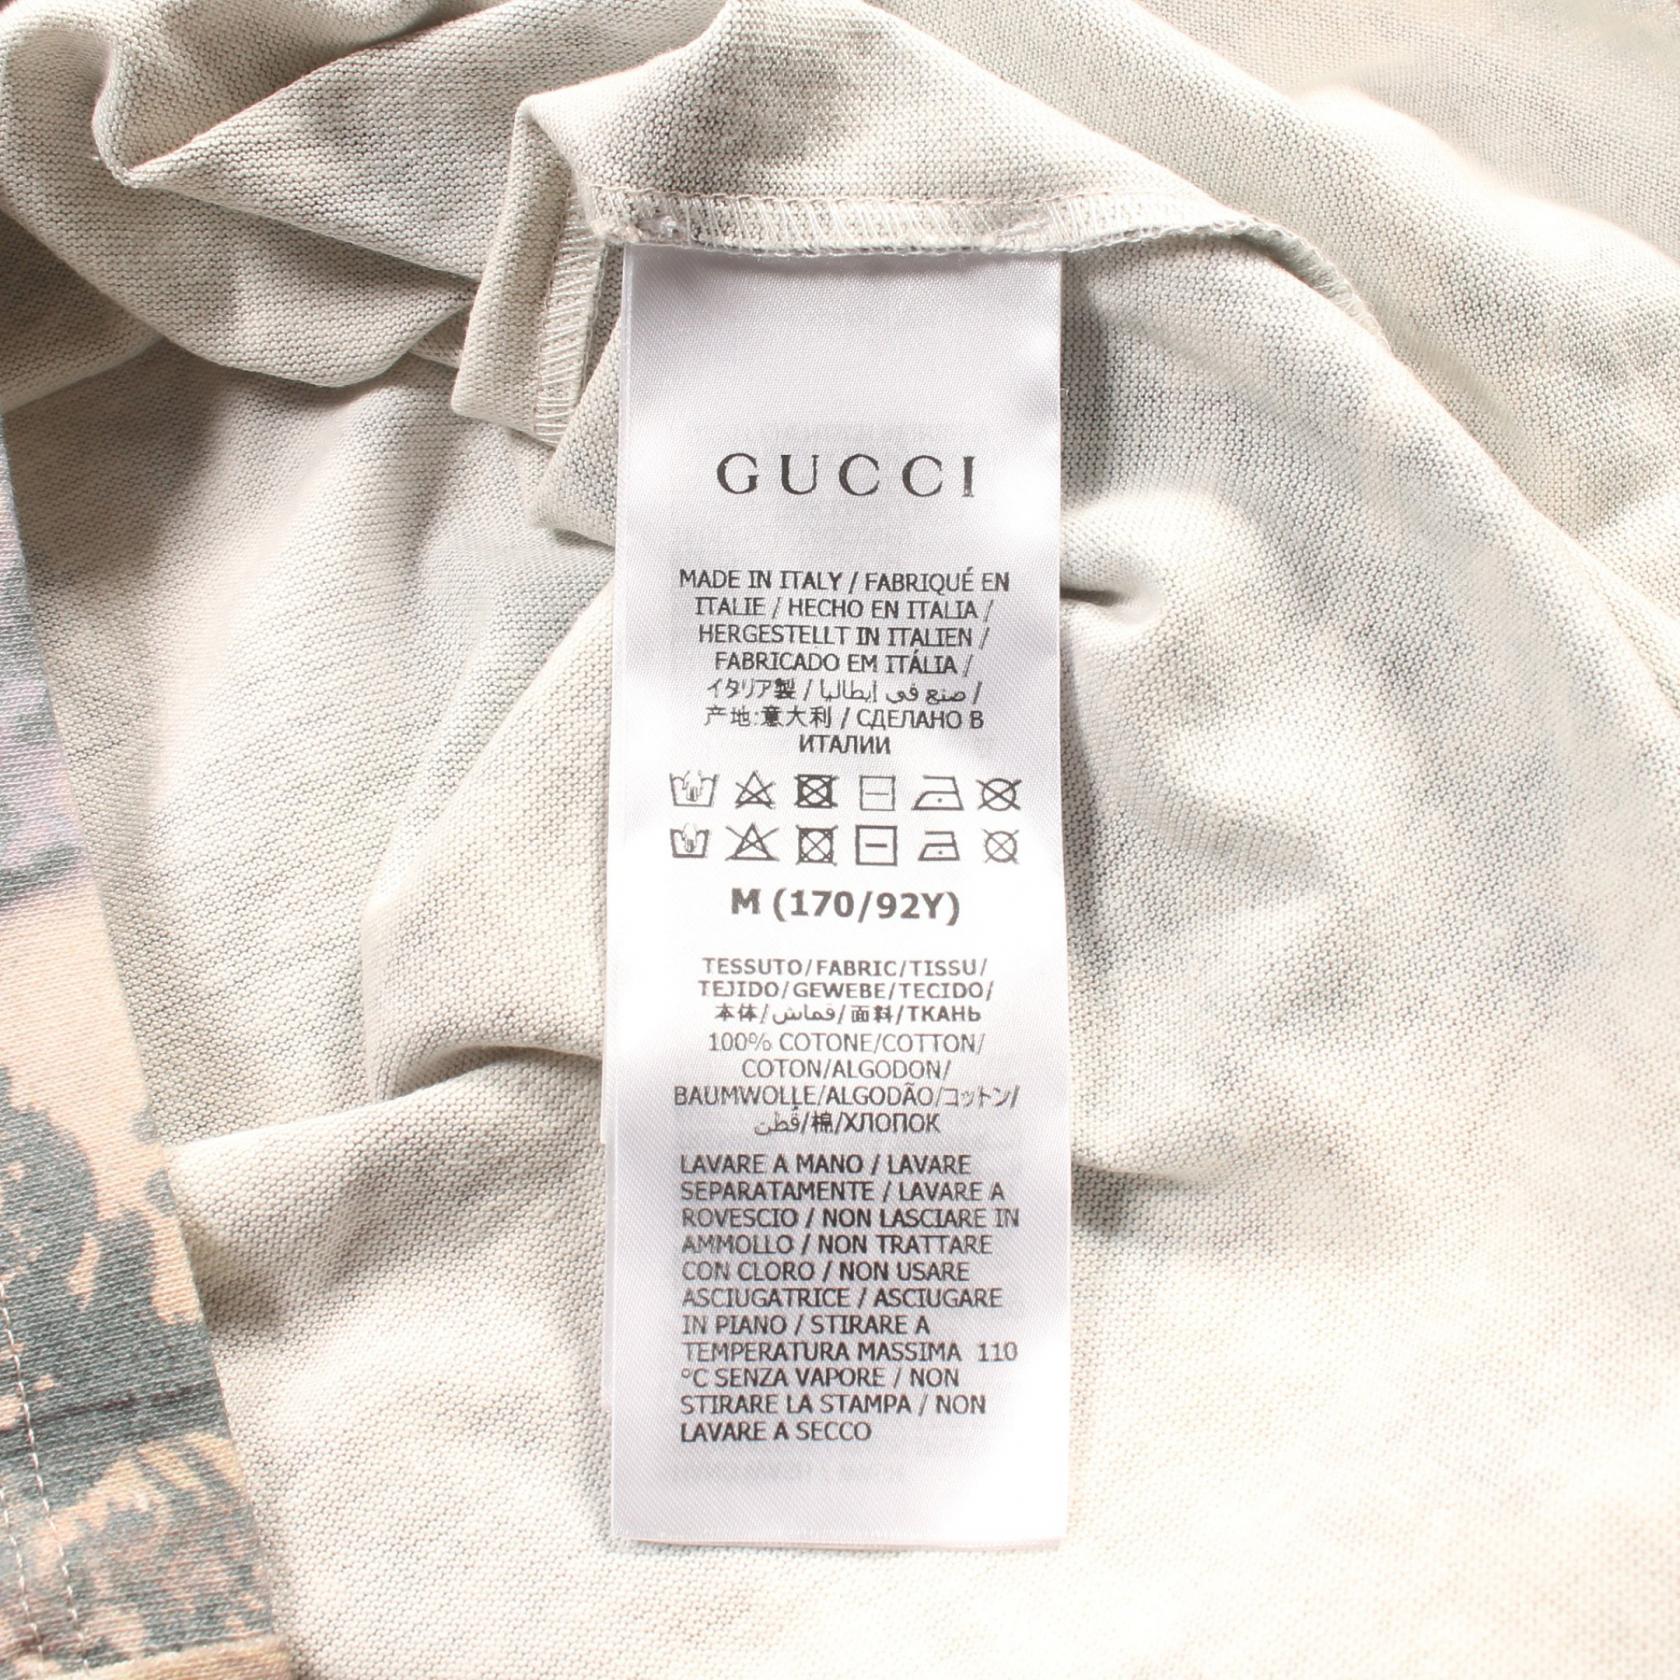 GUCCI
MADE IN ITALY / FABRIQUÉ EN
ITALIE / HECHO EN ITALIA /
HERGESTELLT IN ITALIEN /
FABRICADO EM ITÁLIA /
イタリア製 / صنع في إيطاليا /
产地:意大利 / СДЕЛАНО В
ИТАЛИИ
M (170/92Y)
TESSUTO/FABRIC/TISSU/
TEJIDO/GEWEBE/TECIDO/
本体/قماش/面料/ТКАНЬ
100% COTONE/COTTON/
COTON/ALGODON/
BAUMWOLLE/ALGODÃO/コットン/
قطن/棉/ХЛОПОК
LAVARE A MANO / LAVARE
SEPARATAMENTE / LAVARE A
ROVESCIO / NON LASCIARE IN
AMMOLLO / NON TRATTARE
CON CLORO / NON USARE
ASCIUGATRICE / ASCIUGARE
IN PIANO / STIRARE A
TEMPERATURA MASSIMA 110
°C SENZA VAPORE / NON
STIRARE LA STAMPA / NON
LAVARE A SECCO